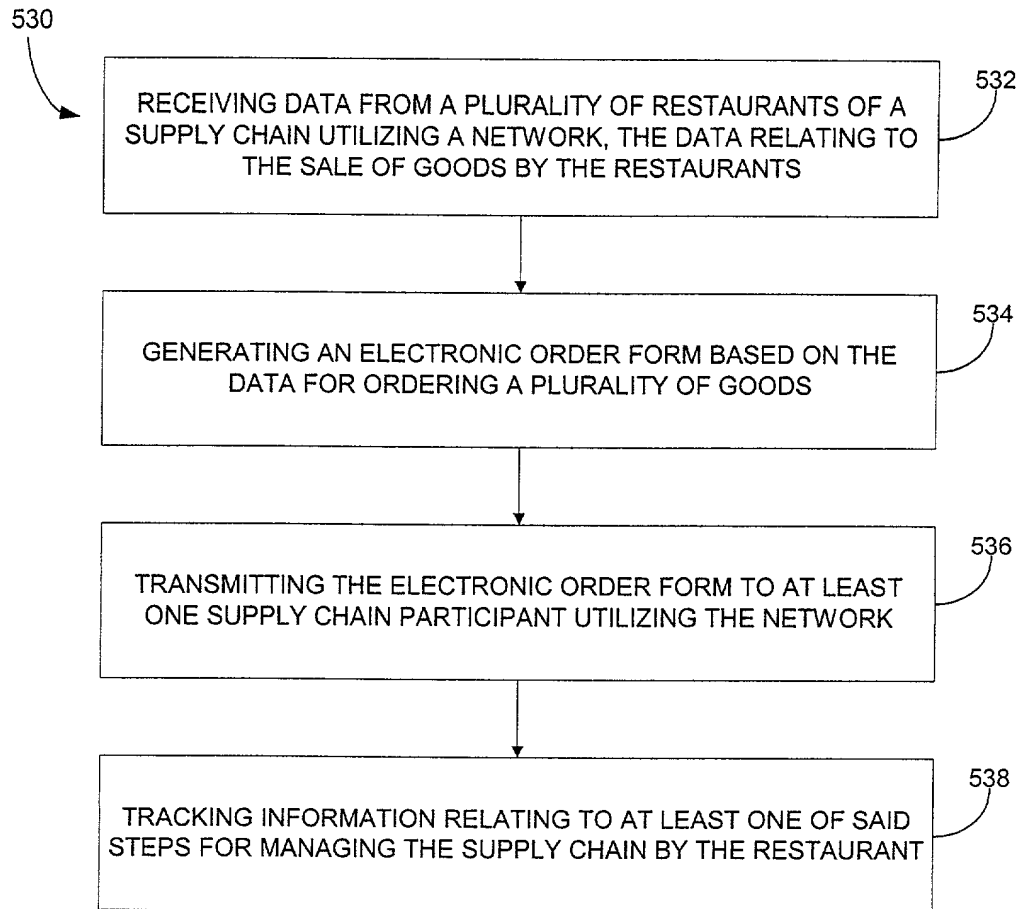 530
RECEIVING DATA FROM A PLURALITY OF RESTAURANTS OF A
SUPPLY CHAIN UTILIZING A NETWORK, THE DATA RELATING TO
THE SALE OF GOODS BY THE RESTAURANTS
532
GENERATING AN ELECTRONIC ORDER FORM BASED ON THE
DATA FOR ORDERING A PLURALITY OF GOODS
534
TRANSMITTING THE ELECTRONIC ORDER FORM TO AT LEAST
ONE SUPPLY CHAIN PARTICIPANT UTILIZING THE NETWORK
536
TRACKING INFORMATION RELATING TO AT LEAST ONE OF SAID
STEPS FOR MANAGING THE SUPPLY CHAIN BY THE RESTAURANT
538